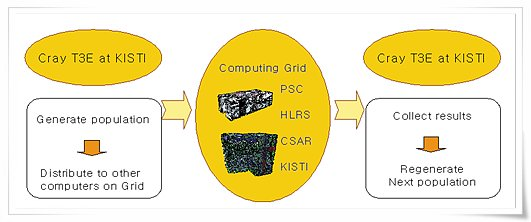 Cray T3E at KISTI
Generate population
Distribute to other
computers on Grid
Computing Grid
PSC
HLRS
CSAR
KISTI
Cray T3E at KISTI
Collect results
Regenerate
Next population